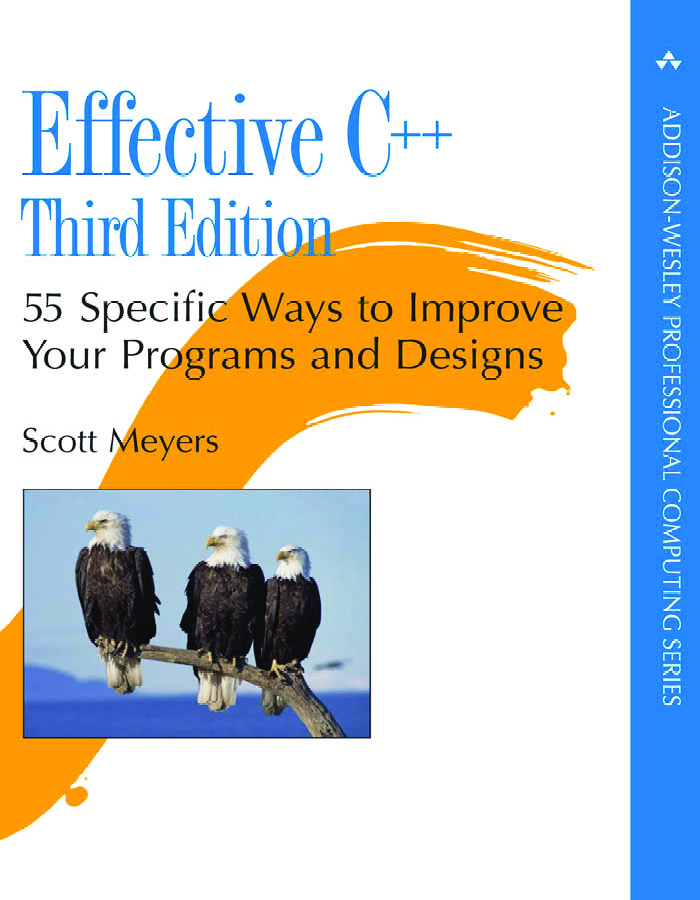 Effective C++
Third Edition
55 Specific Ways to Improve
Your Programs and Designs
Scott Meyers
ADDISON-WESLEY PROFESSIONAL COMPUTING SERIES